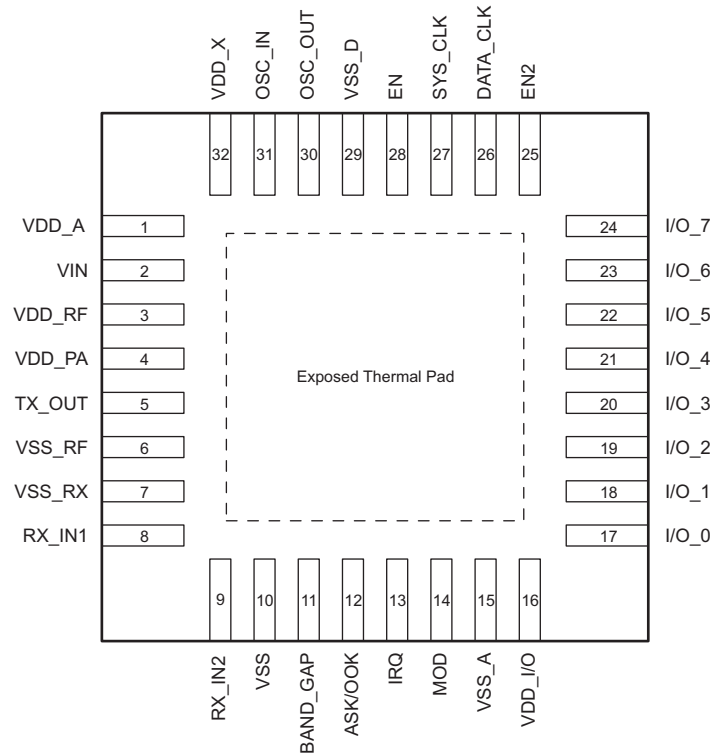 VDD_X
OSC_IN
OSC_OUT
VSS_D
EN
SYS_CLK
DATA_CLK
EN2
32
31
30
29
28
27
26
25
VDD_A 1
VIN 2
VDD_RF 3
VDD_PA 4
TX_OUT 5
VSS_RF 6
VSS_RX 7
RX_IN1 8
Exposed Thermal Pad
24 I/O_7
23 I/O_6
22 I/O_5
21 I/O_4
20 I/O_3
19 I/O_2
18 I/O_1
17 I/O_0
9
10
11
12
13
14
15
16
RX_IN2
VSS
BAND_GAP
ASK/OOK
IRQ
MOD
VSS_A
VDD_I/O